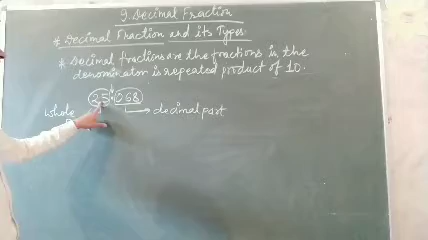 9. Decimal Fraction
* Decimal Fraction and its Types:
* Decimal fractions are the fractions in the
denominator is repeated product of 10.
25.068
whole
decimal part